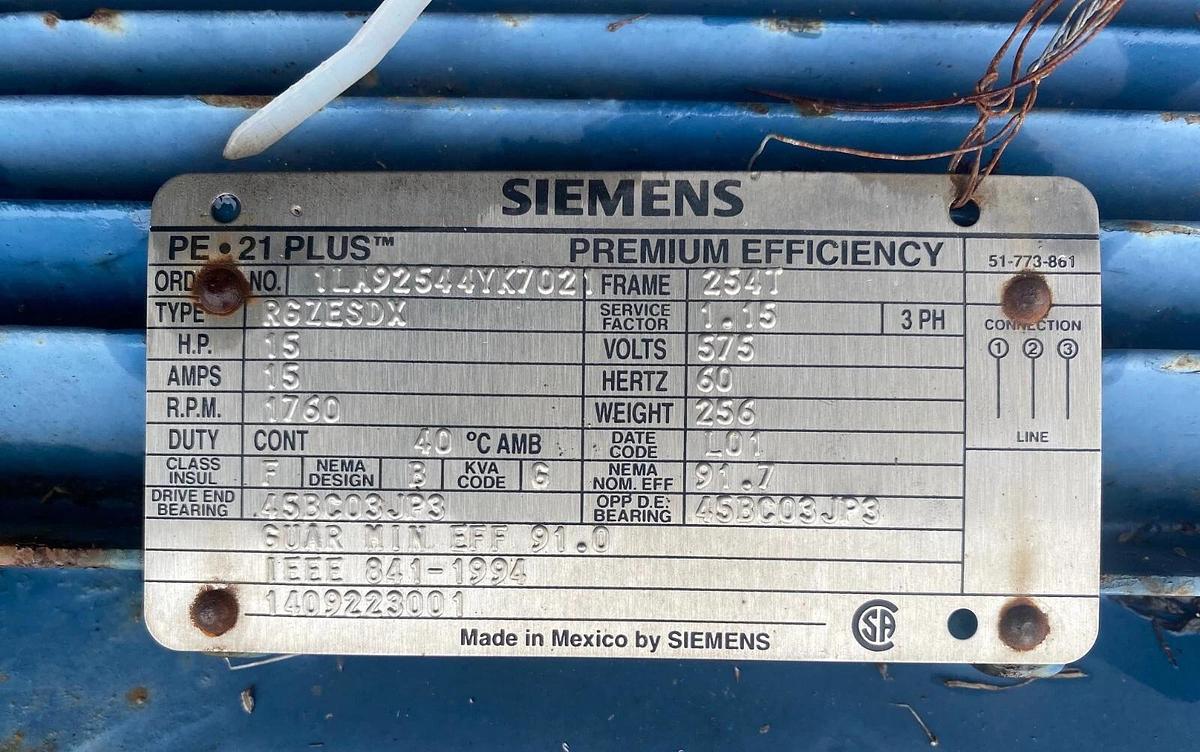 SIEMENS
PE • 21 PLUS™ PREMIUM EFFICIENCY 51-773-861
ORD NO. 1LA92544YK7021 FRAME 254T
TYPE RGZESDX SERVICE FACTOR 1.15 3 PH CONNECTION
H.P. 15 VOLTS 575 1 2 3
AMPS 15 HERTZ 60
R.P.M. 1760 WEIGHT 256
DUTY CONT 40 °C AMB DATE CODE L01 LINE
CLASS INSUL F NEMA DESIGN B KVA CODE G NEMA NOM. EFF 91.7
DRIVE END BEARING 45BC03JP3 OPP D.E. BEARING 45BC03JP3
GUAR MIN EFF 91.0
IEEE 841-1994
1409223001
Made in Mexico by SIEMENS
SA